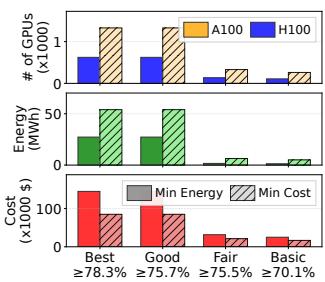 # of GPUs
(x1000)
1
0
A100 H100
Energy
(MWh)
50
0
Cost
(x1000 $)
100
0
Min Energy Min Cost
Best Good Fair Basic
≥78.3% ≥75.7% ≥75.5% ≥70.1%